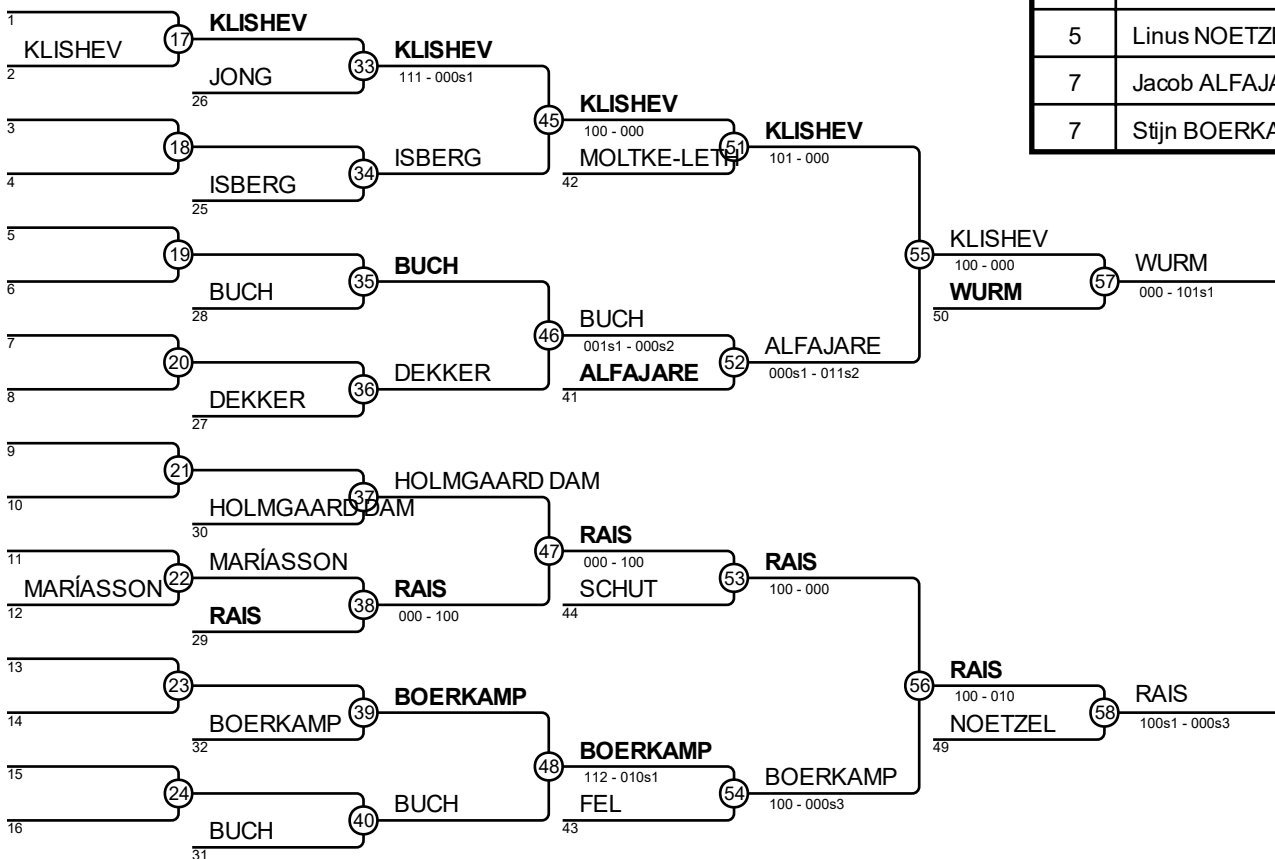 1
KLISHEV
2
17
KLISHEV
JONG
26
33
KLISHEV
111 - 000s1
3
4
18
ISBERG
25
34
ISBERG
45
KLISHEV
100 - 000
MOLTKE-LETH
42
51
KLISHEV
101 - 000
5
6
19
BUCH
28
35
BUCH
7
8
20
DEKKER
27
36
DEKKER
46
BUCH
001s1 - 000s2
ALFAJARE
41
52
ALFAJARE
000s1 - 011s2
55
KLISHEV
100 - 000
WURM
50
57
WURM
000 - 101s1
9
10
21
HOLMGAARD DAM
30
37
HOLMGAARD DAM
11
MARÍASSON
12
22
MARÍASSON
RAIS
29
38
RAIS
000 - 100
47
RAIS
000 - 100
SCHUT
44
53
RAIS
100 - 000
13
14
23
BOERKAMP
32
39
BOERKAMP
15
16
24
BUCH
31
40
BUCH
48
BOERKAMP
112 - 010s1
FEL
43
54
BOERKAMP
100 - 000s3
56
RAIS
100 - 010
NOETZEL
49
58
RAIS
100s1 - 000s3
5 Linus NOETZ
7 Jacob ALFAJA
7 Stijn BOERKA